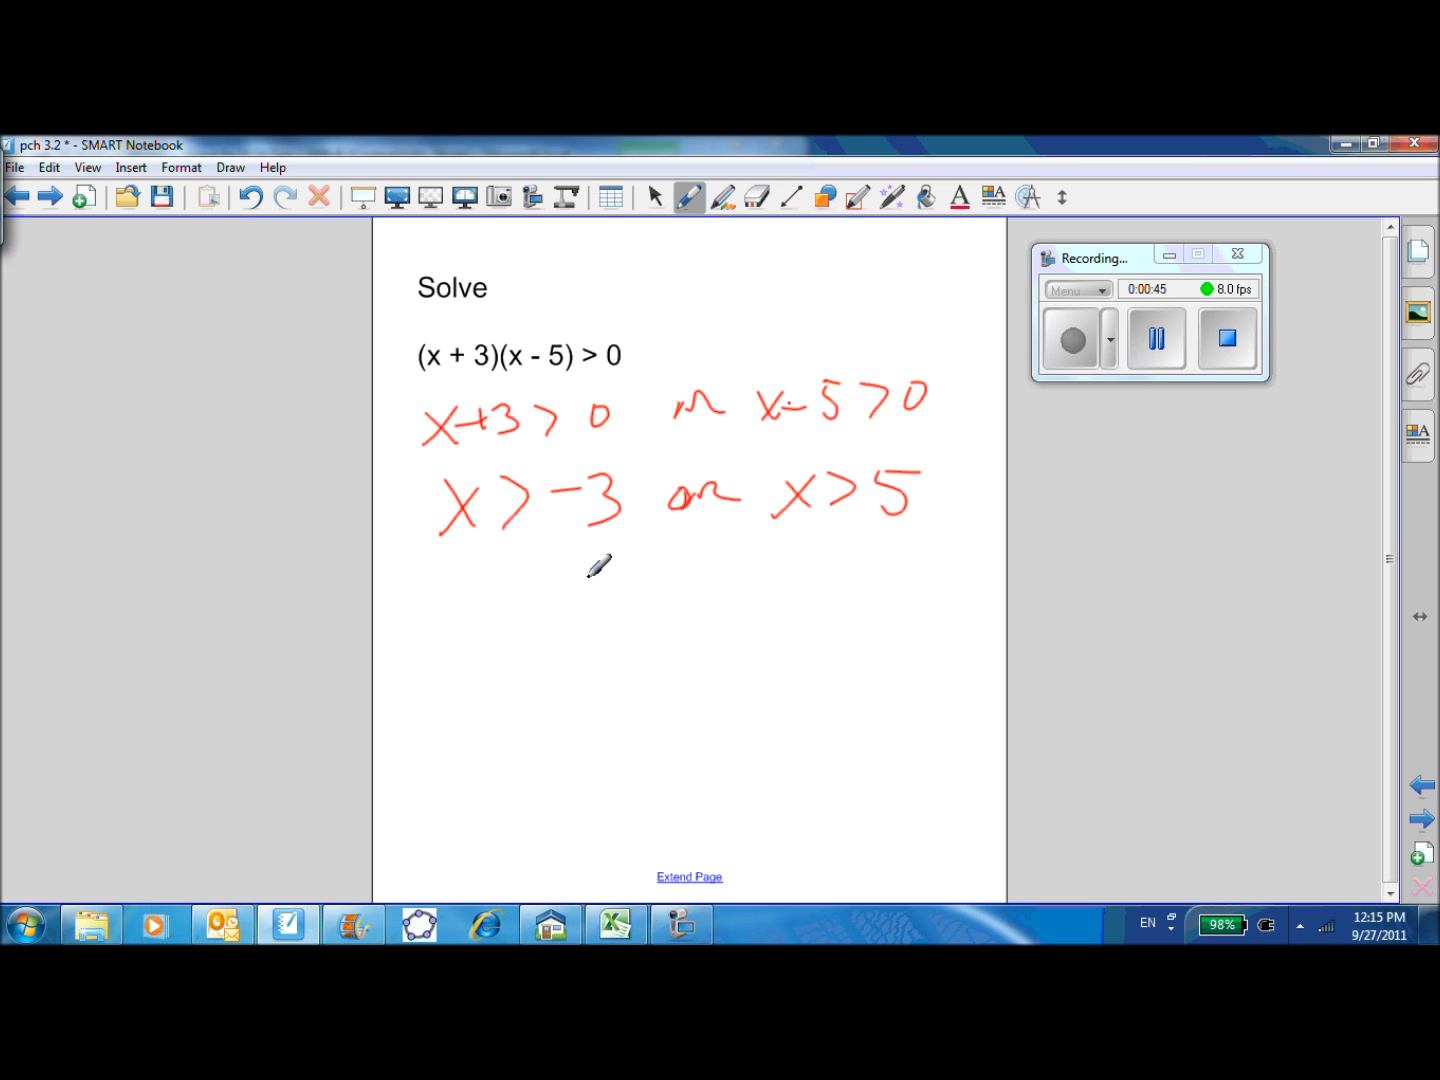 pch 3.2 * - SMART Notebook
File Edit View Insert Format Draw Help
Recording...
Menu 0:00:45 8.0 fps
Solve
(x + 3)(x - 5) > 0
x+3 > 0 or x-5>0
x > -3 or x > 5
Extend Page
EN 98% 12:15 PM
9/27/2011